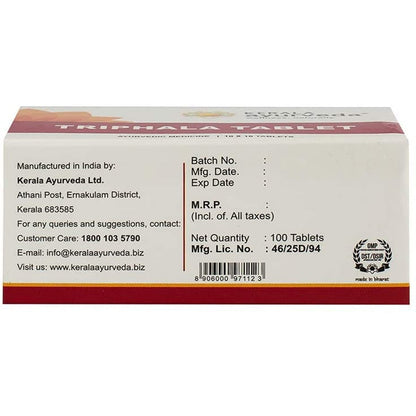 KERALA
ayurveda
TRIPHALA TABLET
AYURVEDIC MEDICINE | 10 X 10 TABLETS
Manufactured in India by:
Kerala Ayurveda Ltd.
Athani Post, Ernakulam District,
Kerala 683585
For any queries and suggestions, contact:
Customer Care: 1800 103 5790
E-mail: info@keralaayurveda.biz
Visit us: www.keralaayurveda.biz
Batch No. :
Mfg. Date. :
Exp Date :
M.R.P. :
(Incl. of All taxes)
Net Quantity : 100 Tablets
Mfg. Lic. No. : 46/25D/94
8 906000 97112 3
GMP
made in bharat